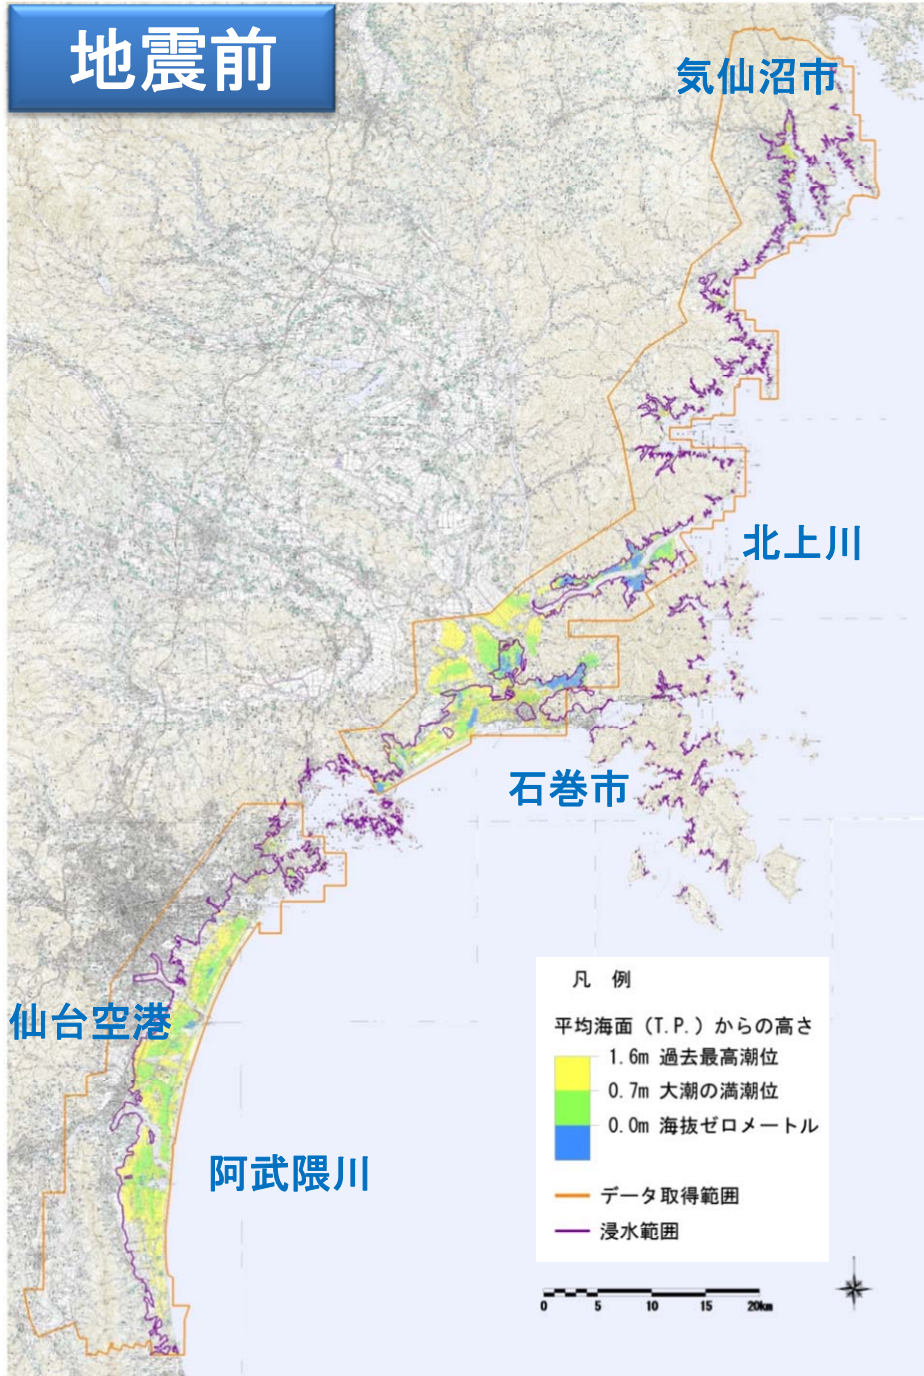 地震前
気仙沼市
北上川
石巻市
仙台空港
阿武隈川
凡 例
平均海面（T.P.）からの高さ
1.6m 過去最高潮位
0.7m 大潮の満潮位
0.0m 海抜ゼロメートル
データ取得範囲
浸水範囲
0 5 10 15 20km